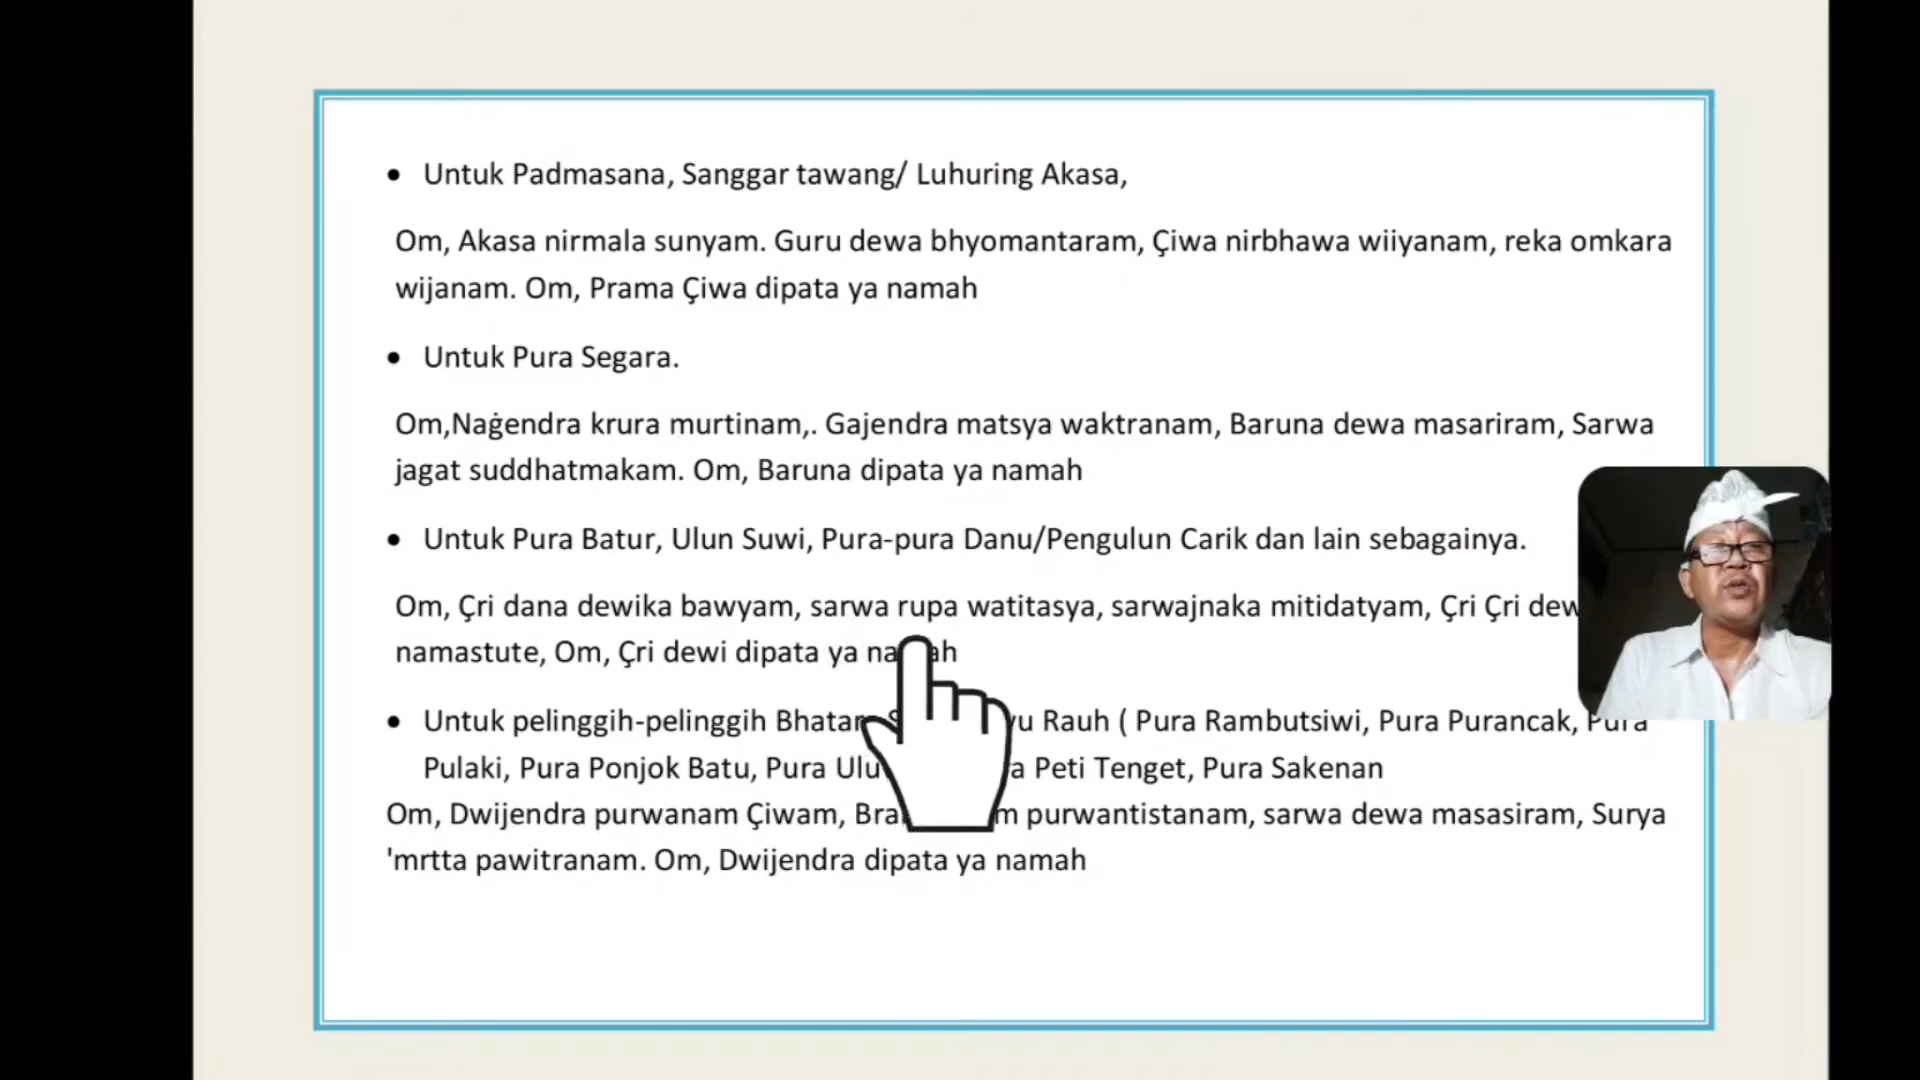 • Untuk Padmasana, Sanggar tawang/ Luhuring Akasa,
Om, Akasa nirmala sunyam. Guru dewa bhyomantaram, Çiwa nirbhawa wiiyanam, reka omkara
wijanam. Om, Prama Çiwa dipata ya namah
• Untuk Pura Segara.
Om,Naġendra krura murtinam,. Gajendra matsya waktranam, Baruna dewa masariram, Sarwa
jagat suddhatmakam. Om, Baruna dipata ya namah
• Untuk Pura Batur, Ulun Suwi, Pura-pura Danu/Pengulun Carik dan lain sebagainya.
Om, Çri dana dewika bawyam, sarwa rupa watitasya, sarwajnaka mitidatyam, Çri Çri
namastute, Om, Çri dewi dipata ya
• Untuk pelinggih-pelinggih Rauh ( Pura Rambutsiwi, Pura Purancak, Pura
Pulaki, Pura Ponjok Batu, Pura Peti Tenget, Pura Sakenan
Om, Dwijendra purwanam Çiwam, purwantistanam, sarwa dewa masasiram, Surya
'mrtta pawitranam. Om, Dwijendra dipata ya namah